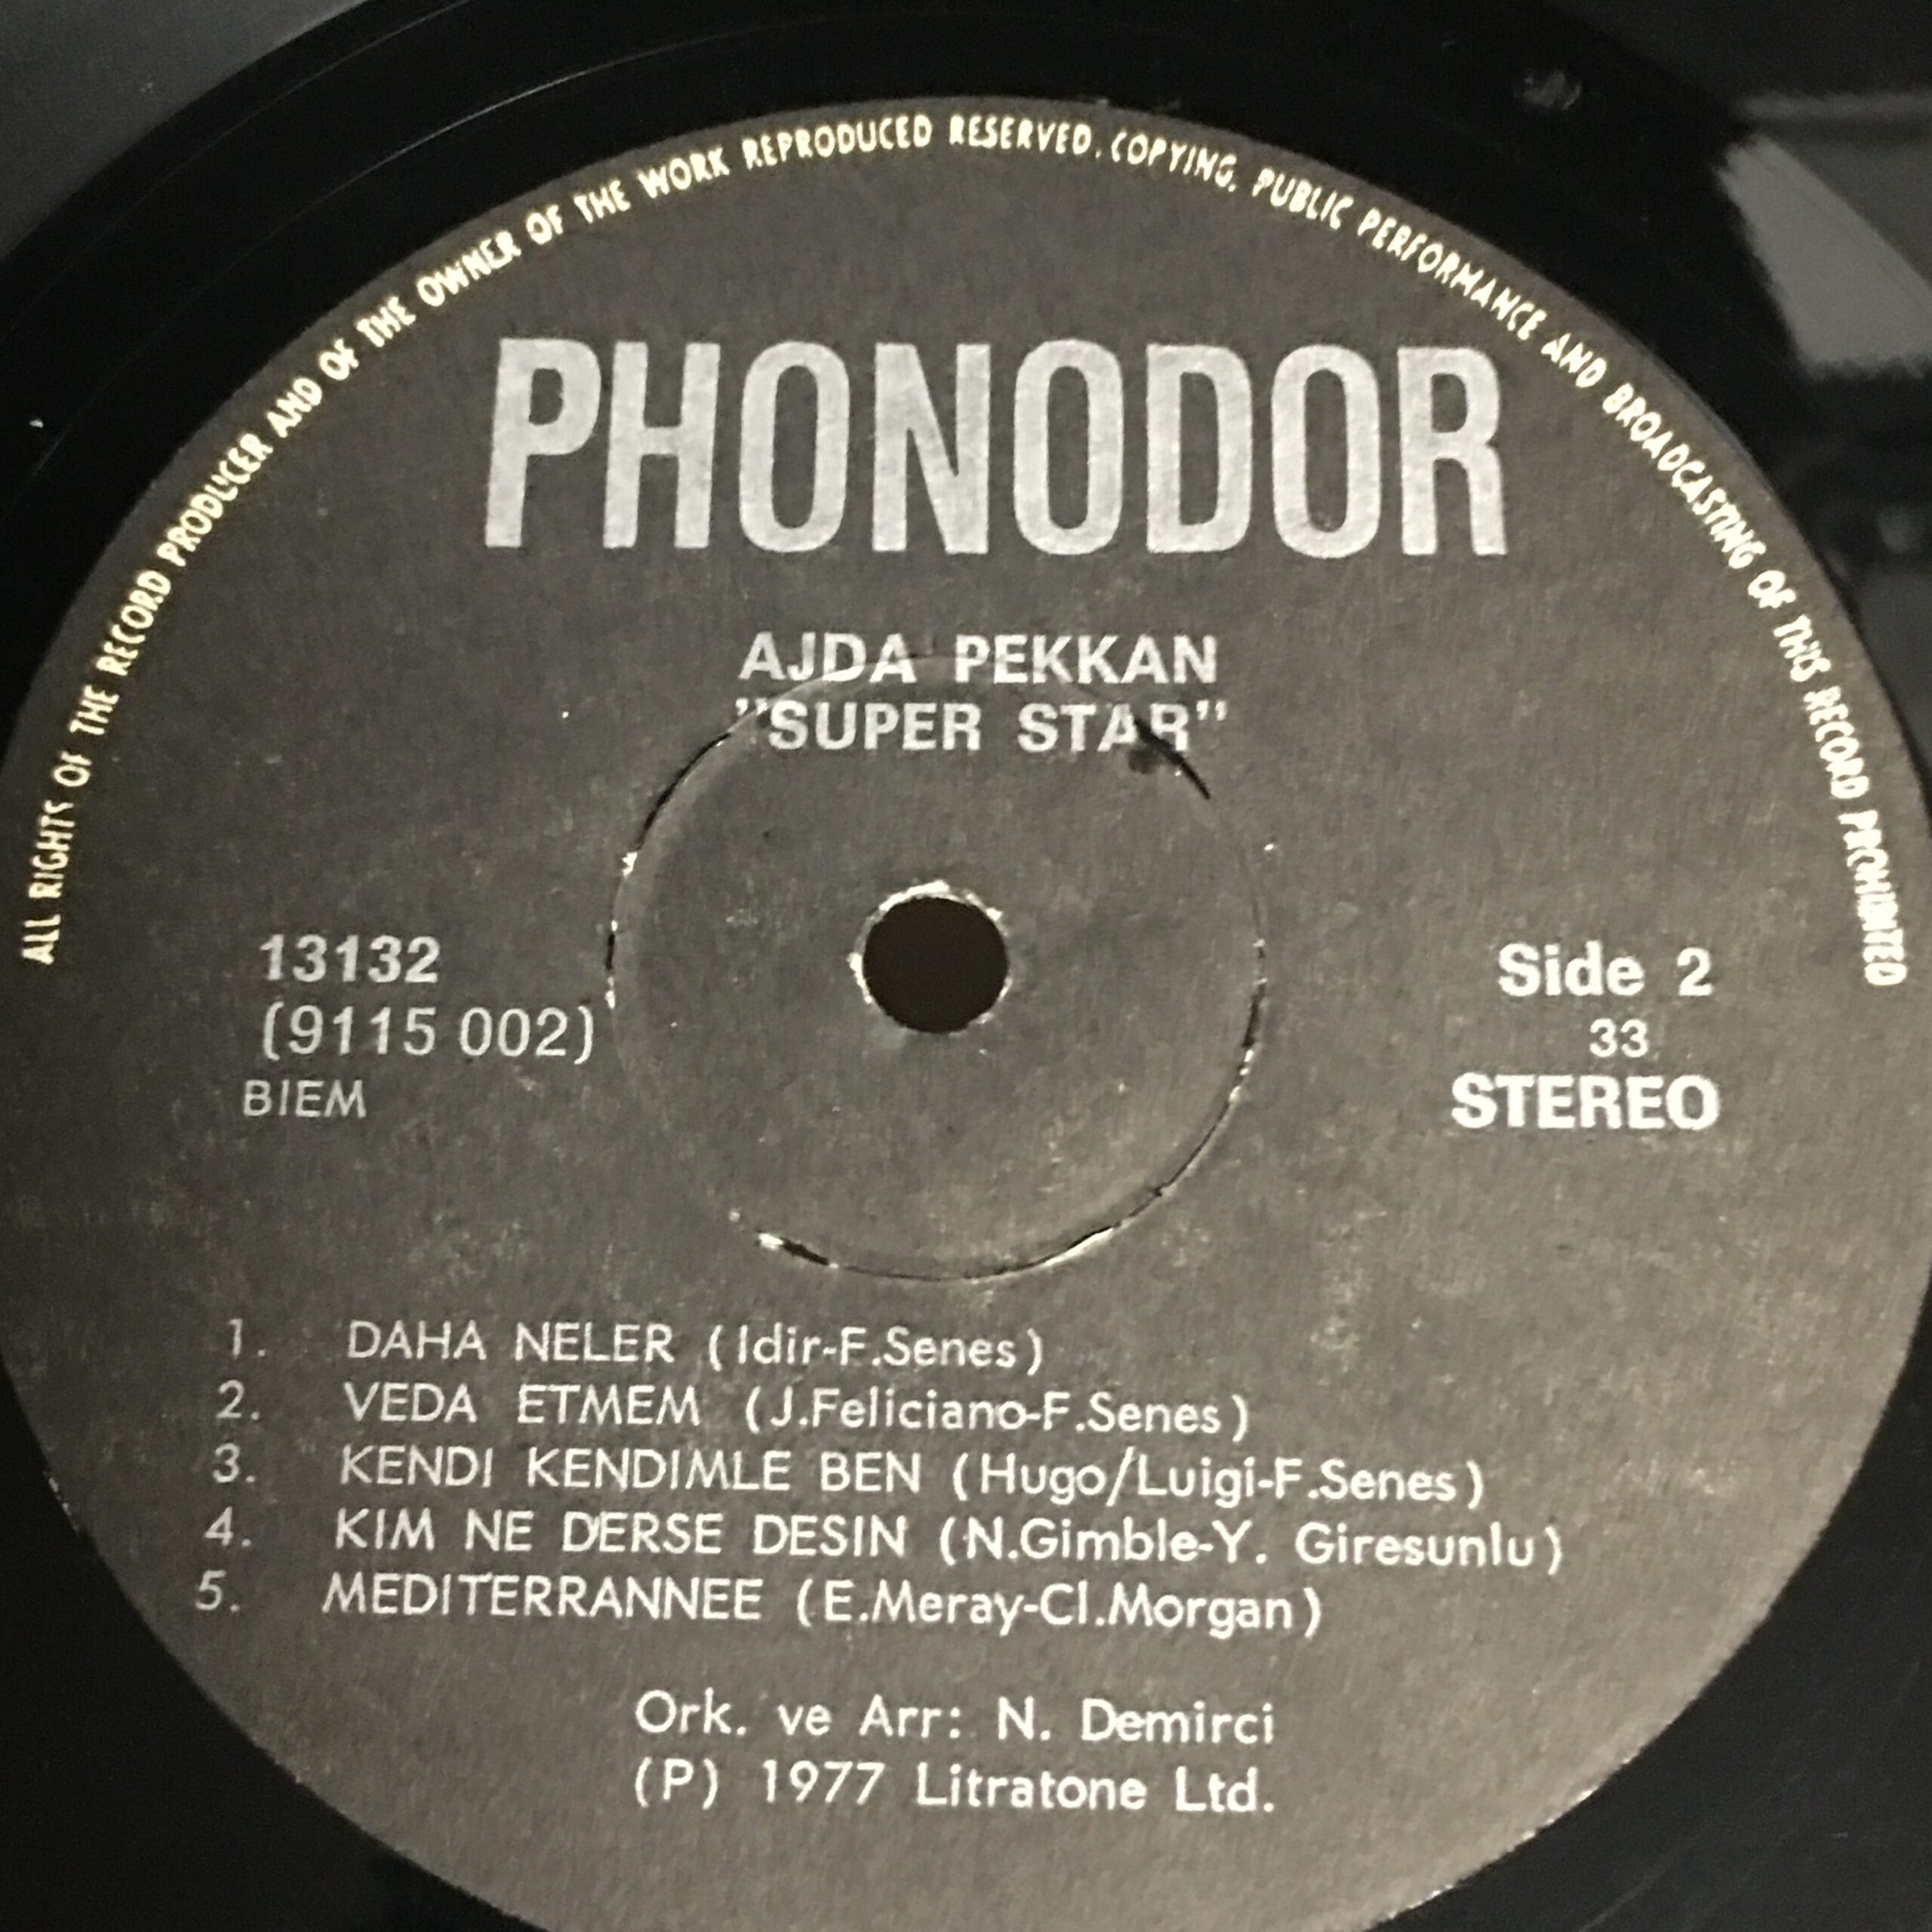 ALL RIGHTS OF THE RECORD PRODUCER AND OF THE OWNER OF THE WORK REPRODUCED RESERVED. COPYING, PUBLIC PERFORMANCE AND BROADCASTING OF THIS RECORD PROHIBITED
PHONODOR
AJDA PEKKAN
"SUPER STAR"
13132
(9115 002)
BIEM
Side 2
33
STEREO
1. DAHA NELER (Idir-F.Senes)
2. VEDA ETMEM (J.Feliciano-F.Senes)
3. KENDI KENDIMLE BEN (Hugo/Luigi-F.Senes)
4. KIM NE DERSE DESIN (N.Gimble-Y. Giresunlu)
5. MEDITERRANNEE (E.Meray-Cl.Morgan)
Ork. ve Arr: N. Demirci
(P) 1977 Litratone Ltd.